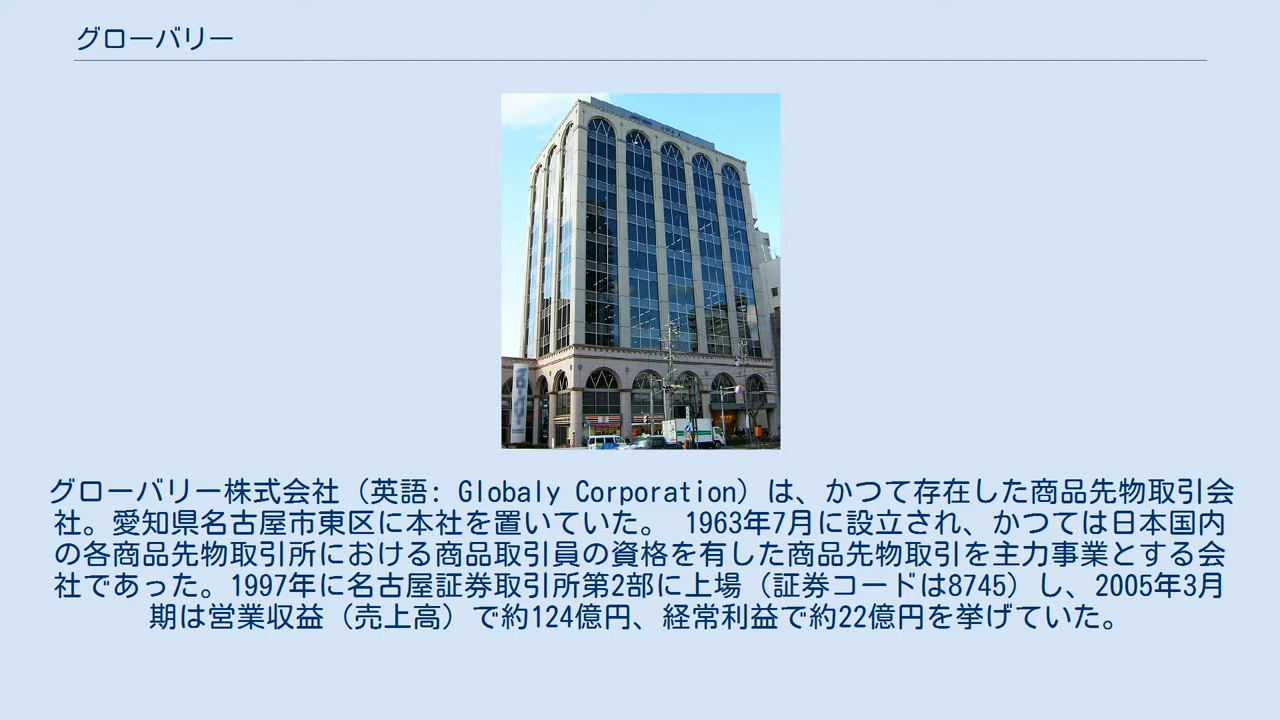 グローバリー
グローバリー株式会社（英語: Globaly Corporation）は、かつて存在した商品先物取引会
社。愛知県名古屋市東区に本社を置いていた。 1963年7月に設立され、かつては日本国内
の各商品先物取引所における商品取引員の資格を有した商品先物取引を主力事業とする会
社であった。1997年に名古屋証券取引所第2部に上場（証券コードは8745）し、2005年3月
期は営業収益（売上高）で約124億円、経常利益で約22億円を挙げていた。